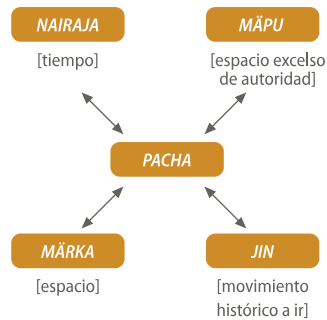 NAIRAJA
[tiempo]
MÄPU
[espacio excelso
de autoridad]
PACHA
MÄRKA
[espacio]
JIN
[movimiento
histórico a ir]